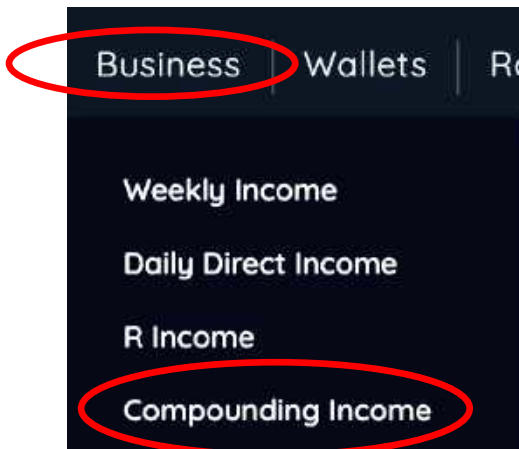 Business | Wallets |
Weekly Income
Daily Direct Income
R Income
Compounding Income